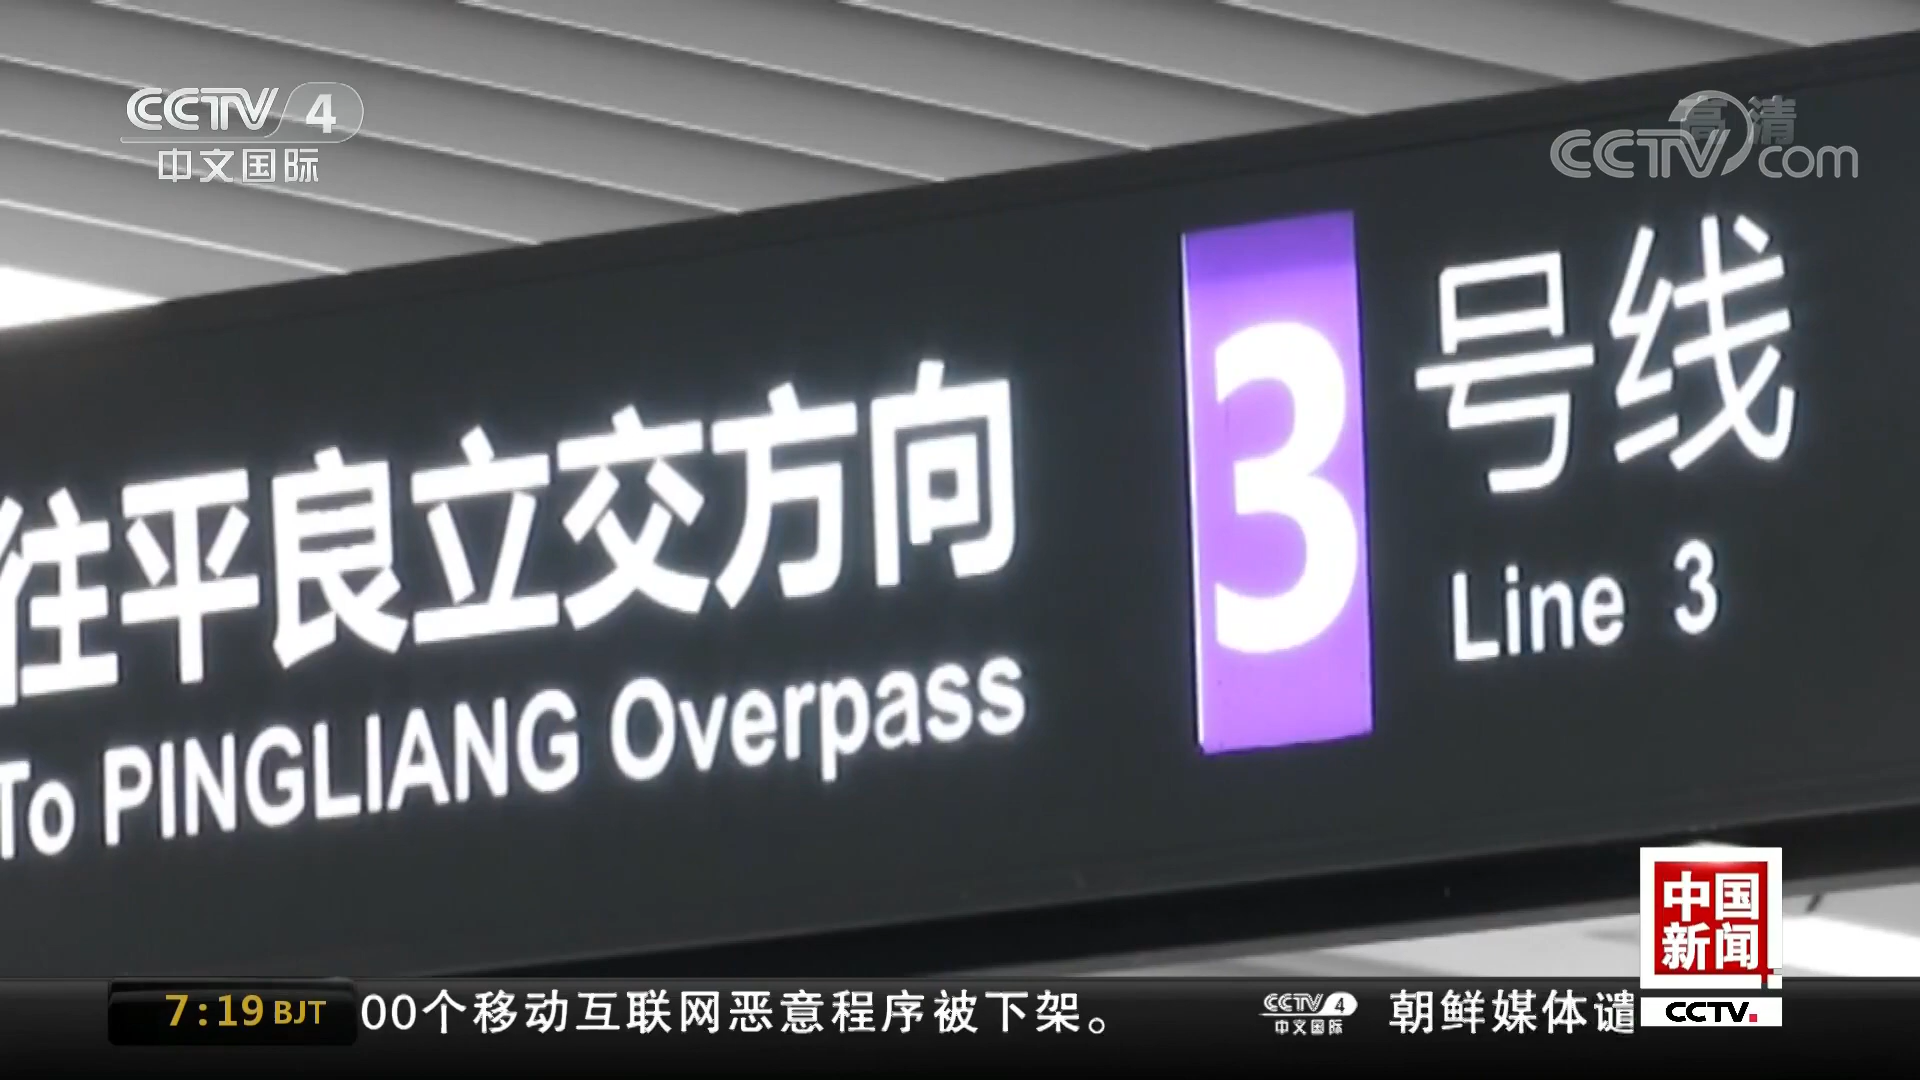 CCTV 4
中文国际
高清
CCTV com
往平良立交方向
To PINGLIANG Overpass
3
号线
Line 3
中国
新闻
CCTV.
7:19 BJT
00个移动互联网恶意程序被下架。
CCTV 4
中文国际
朝鲜媒体谴